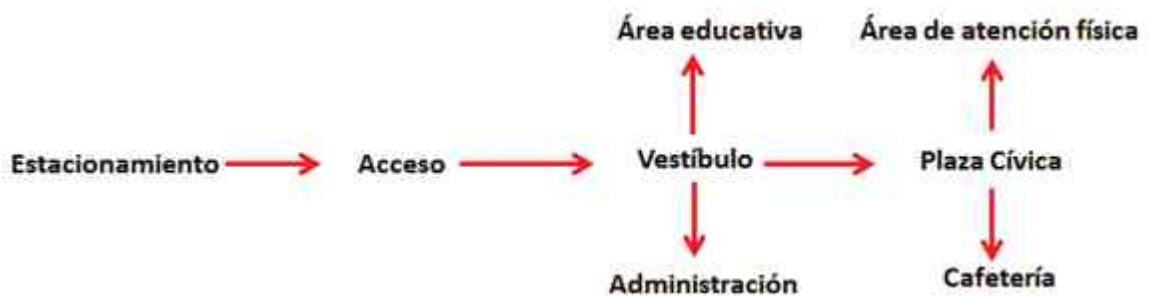 Área educativa
Área de atención física
Estacionamiento
Acceso
Vestíbulo
Plaza Cívica
Administración
Cafetería